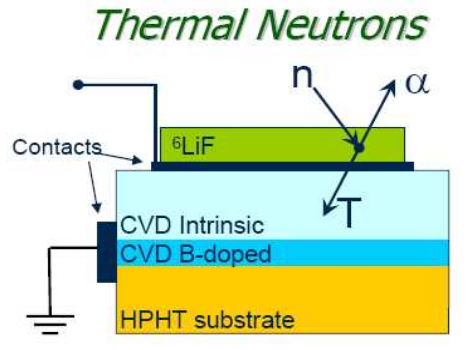 Thermal Neutrons
n
α
⁶LiF
Contacts
T
CVD Intrinsic
CVD B-doped
HPHT substrate